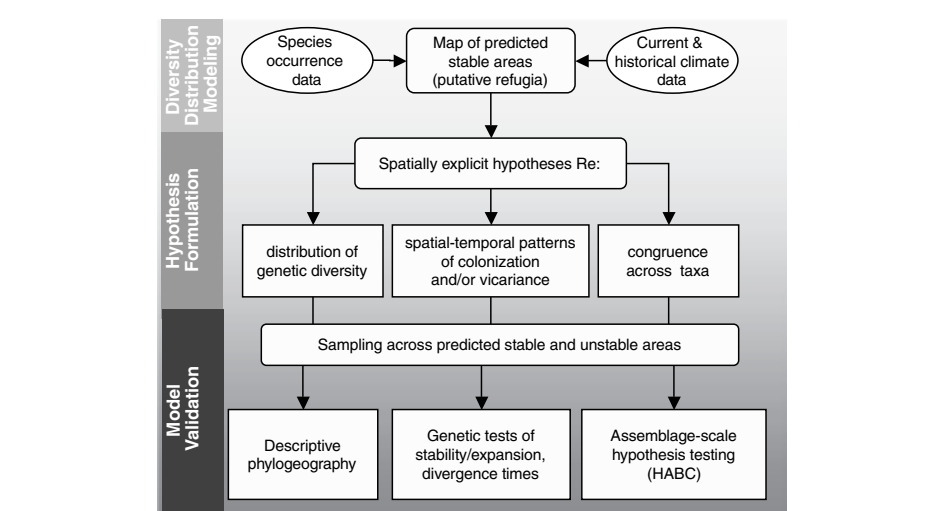 Diversity
Distribution
Modeling
Species
occurrence
data
Map of predicted
stable areas
(putative refugia)
Current &
historical climate
data
Hypothesis
Formulation
Spatially explicit hypotheses Re:
distribution of
genetic diversity
spatial-temporal patterns
of colonization
and/or vicariance
congruence
across taxa
Model
Validation
Sampling across predicted stable and unstable areas
Descriptive
phylogeography
Genetic tests of
stability/expansion,
divergence times
Assemblage-scale
hypothesis testing
(HABC)